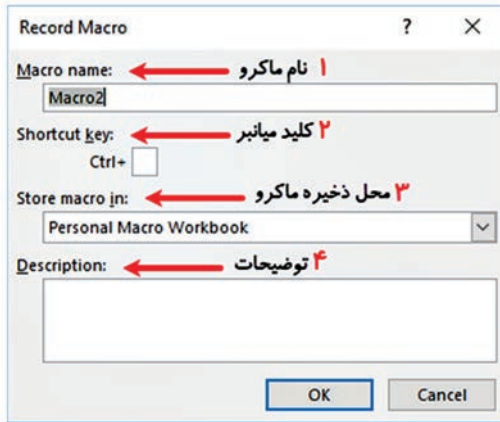 Record Macro ? ×
Macro name: ۱ نام ماکرو
Macro2
Shortcut key: ۲ کلید میانبر
Ctrl+
Store macro in: ۳ محل ذخیره ماکرو
Personal Macro Workbook
Description: ۴ توضیحات
OK Cancel